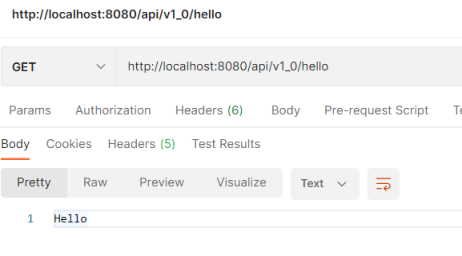 http://localhost:8080/api/v1_0/hello
GET http://localhost:8080/api/v1_0/hello
Params Authorization Headers (6) Body Pre-request Script
Body Cookies Headers (5) Test Results
Pretty Raw Preview Visualize Text
1 Hello